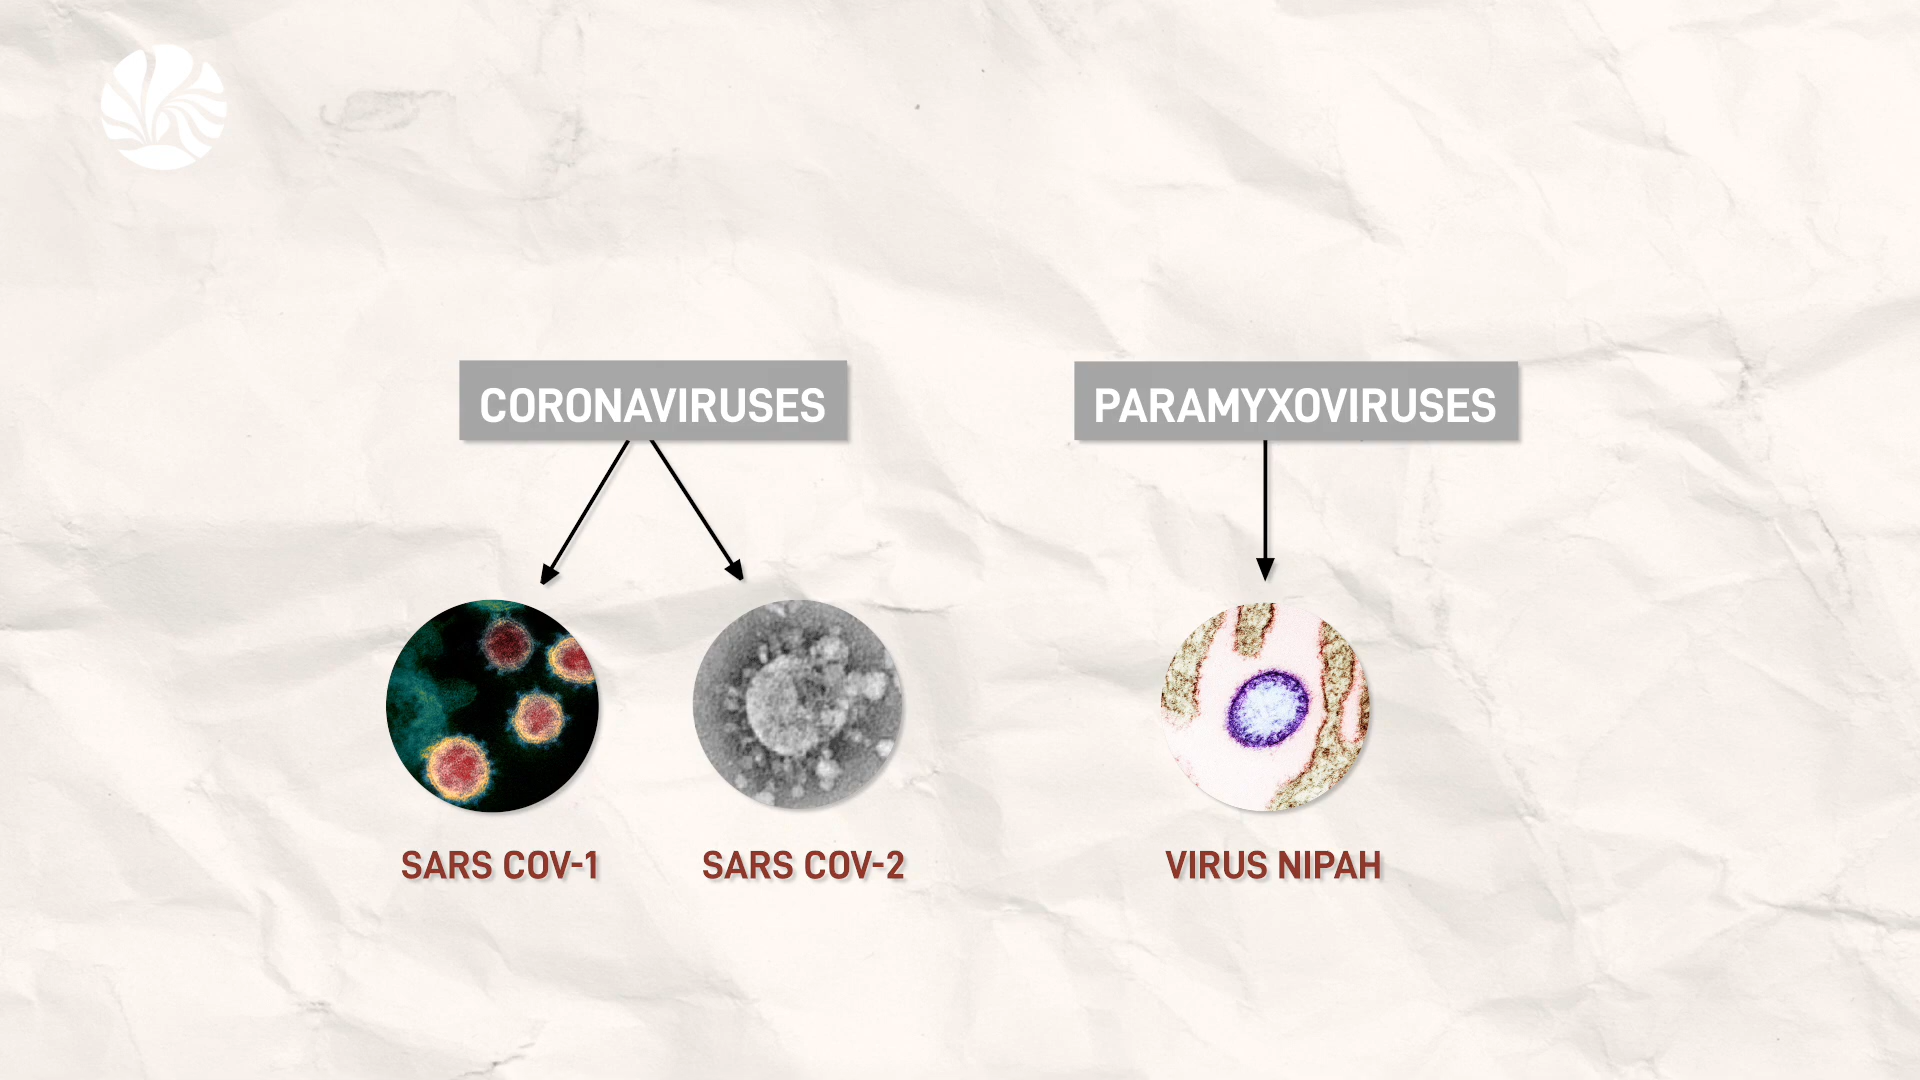 CORONAVIRUSES
PARAMYXOVIRUSES
SARS COV-1
SARS COV-2
VIRUS NIPAH